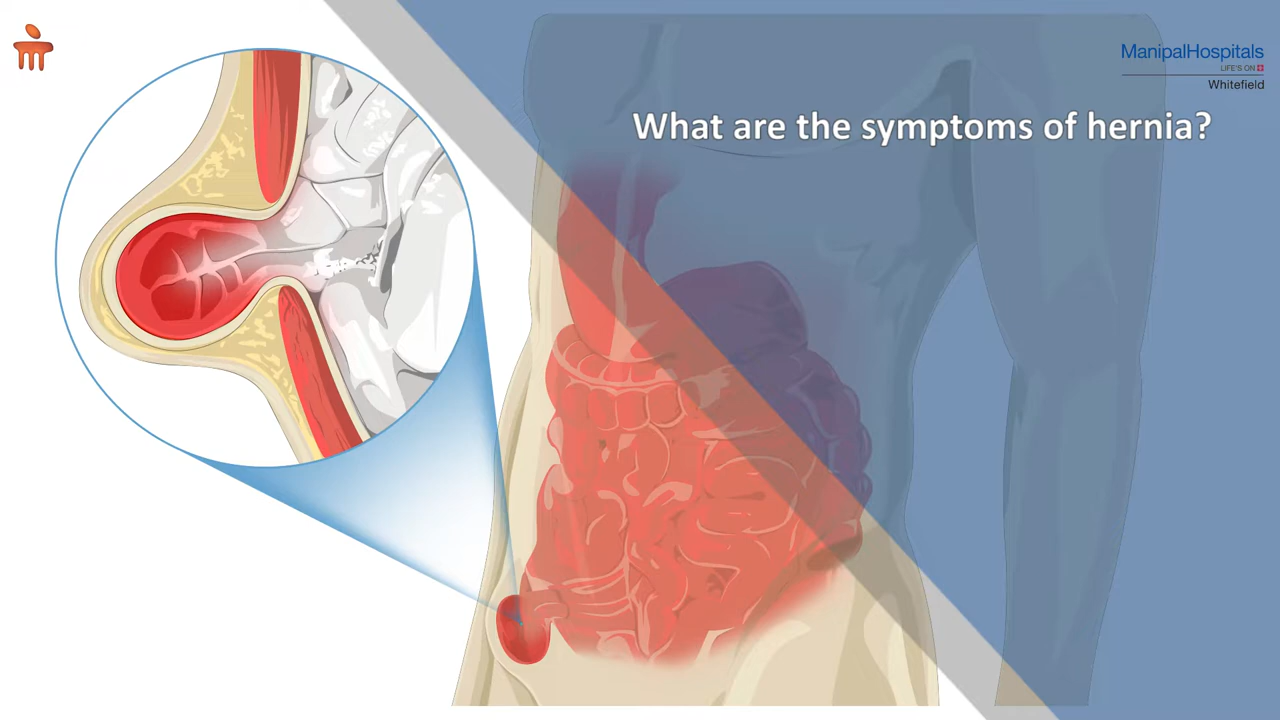 ManipalHospitals
LIFE'S ON
Whitefield
What are the symptoms of hernia?